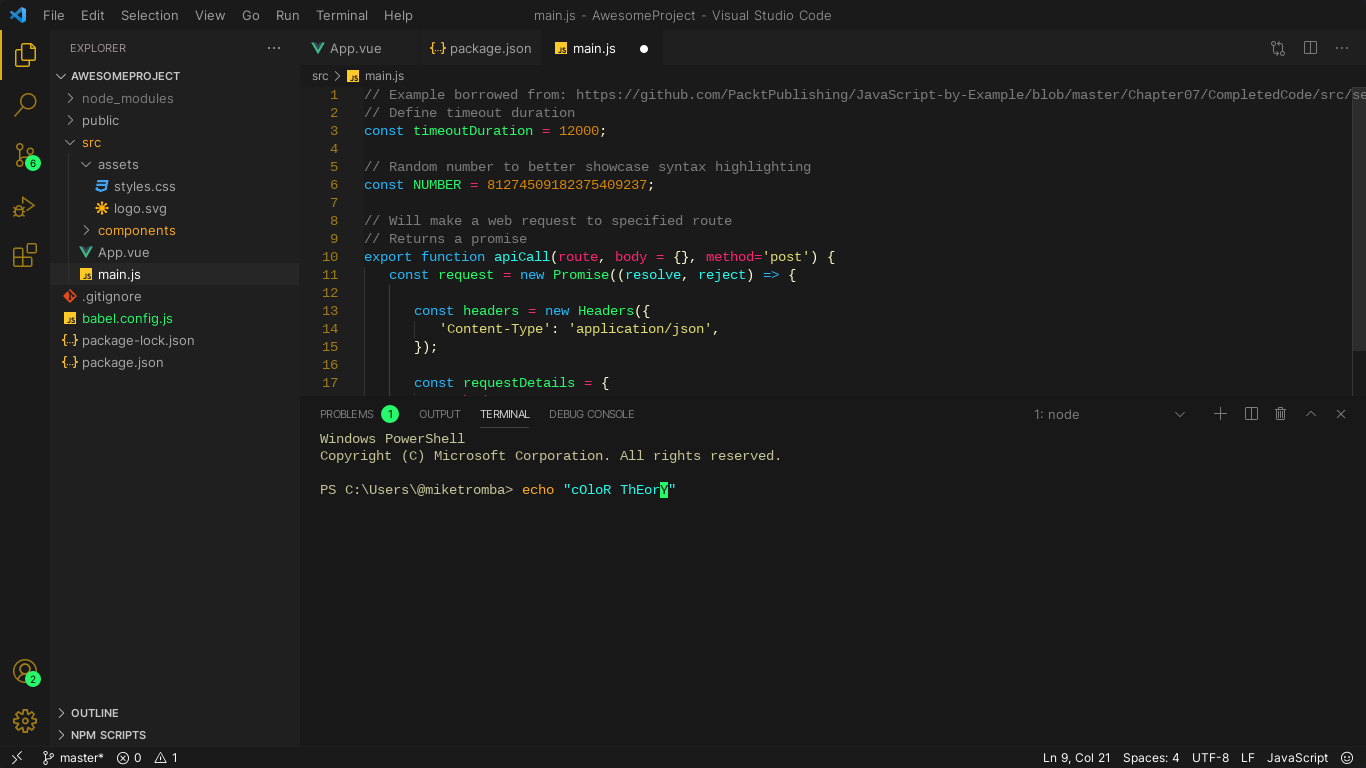 File Edit Selection View Go Run Terminal Help main.js - AwesomeProject - Visual Studio Code
EXPLORER
AWESOMEPROJECT
node_modules
public
src
assets
styles.css
logo.svg
components
App.vue
main.js
.gitignore
babel.config.js
package-lock.json
package.json
OUTLINE
NPM SCRIPTS
6
2
App.vue package.json main.js
src main.js
1 // Example borrowed from: https://github.com/PacktPublishing/JavaScript-by-Example/blob/master/Chapter07/CompletedCode/src/se
2 // Define timeout duration
3 const timeoutDuration = 12000;
4
5 // Random number to better showcase syntax highlighting
6 const NUMBER = 81274509182375409237;
7
8 // Will make a web request to specified route
9 // Returns a promise
10 export function apiCall(route, body = {}, method='post') {
11 const request = new Promise((resolve, reject) => {
12
13 const headers = new Headers({
14 'Content-Type': 'application/json',
15 });
16
17 const requestDetails = {
PROBLEMS 1 OUTPUT TERMINAL DEBUG CONSOLE 1: node
Windows PowerShell
Copyright (C) Microsoft Corporation. All rights reserved.
PS C:\Users\@miketromba> echo "cOloR ThEorY"
master* 0 1 Ln 9, Col 21 Spaces: 4 UTF-8 LF JavaScript